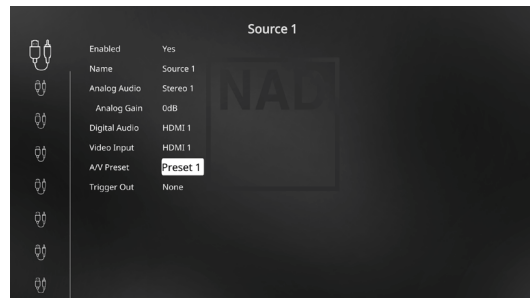 Source 1
Enabled Yes
Name Source 1
Analog Audio Stereo 1
Analog Gain 0dB
Digital Audio HDMI 1
Video Input HDMI 1
A/V Preset Preset 1
Trigger Out None
NAD